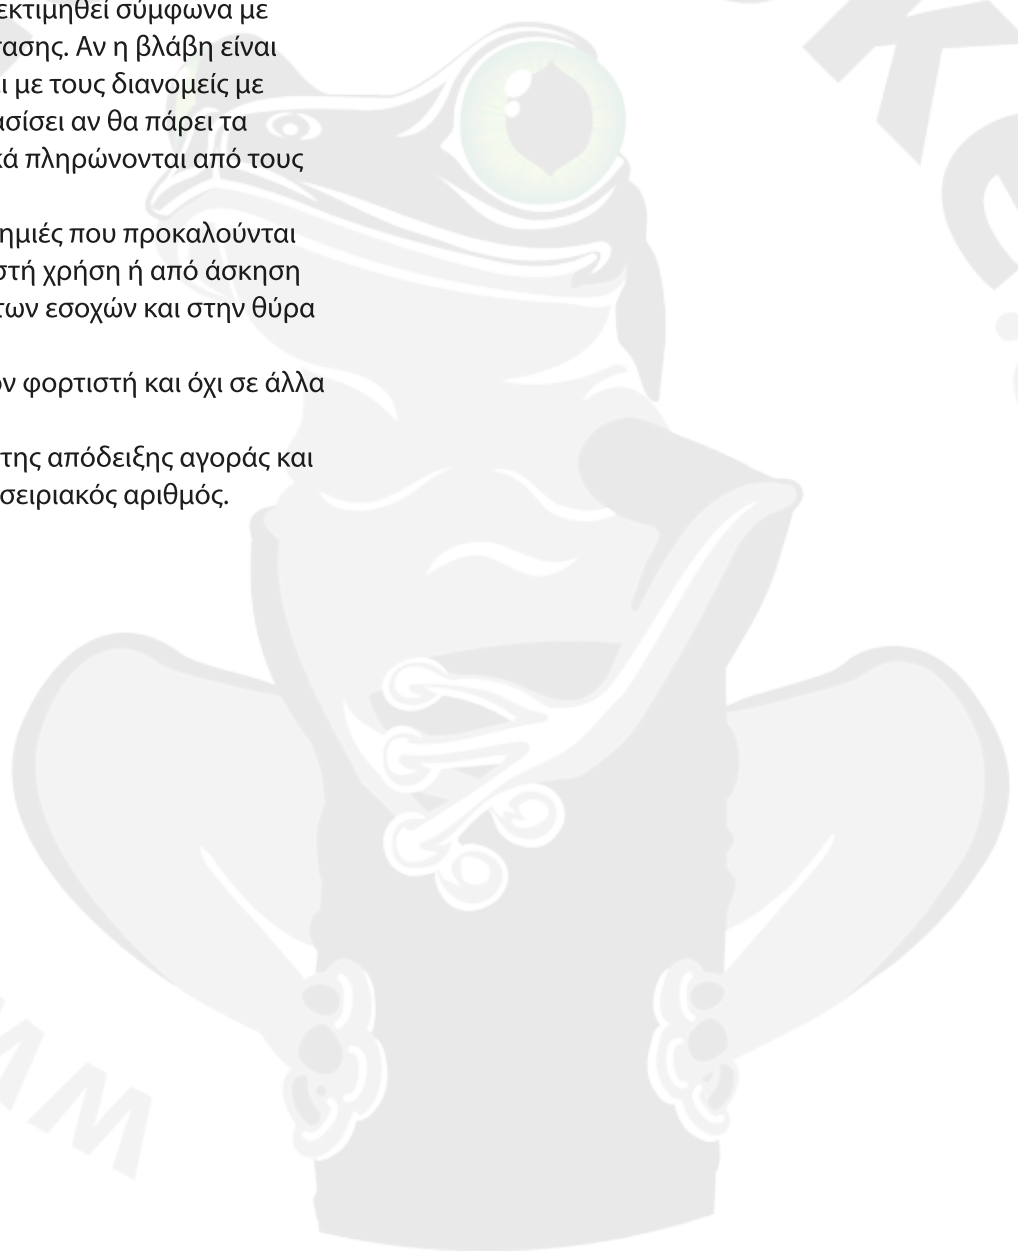 εκτιμηθεί σύμφωνα με
τασης. Αν η βλάβη είναι
ι με τους διανομείς με
ασίσει αν θα πάρει τα
κά πληρώνονται από τους
ημιές που προκαλούνται
στή χρήση ή από άσκηση
των εσοχών και στην θύρα
ον φορτιστή και όχι σε άλλα
της απόδειξης αγοράς και
σειριακός αριθμός.